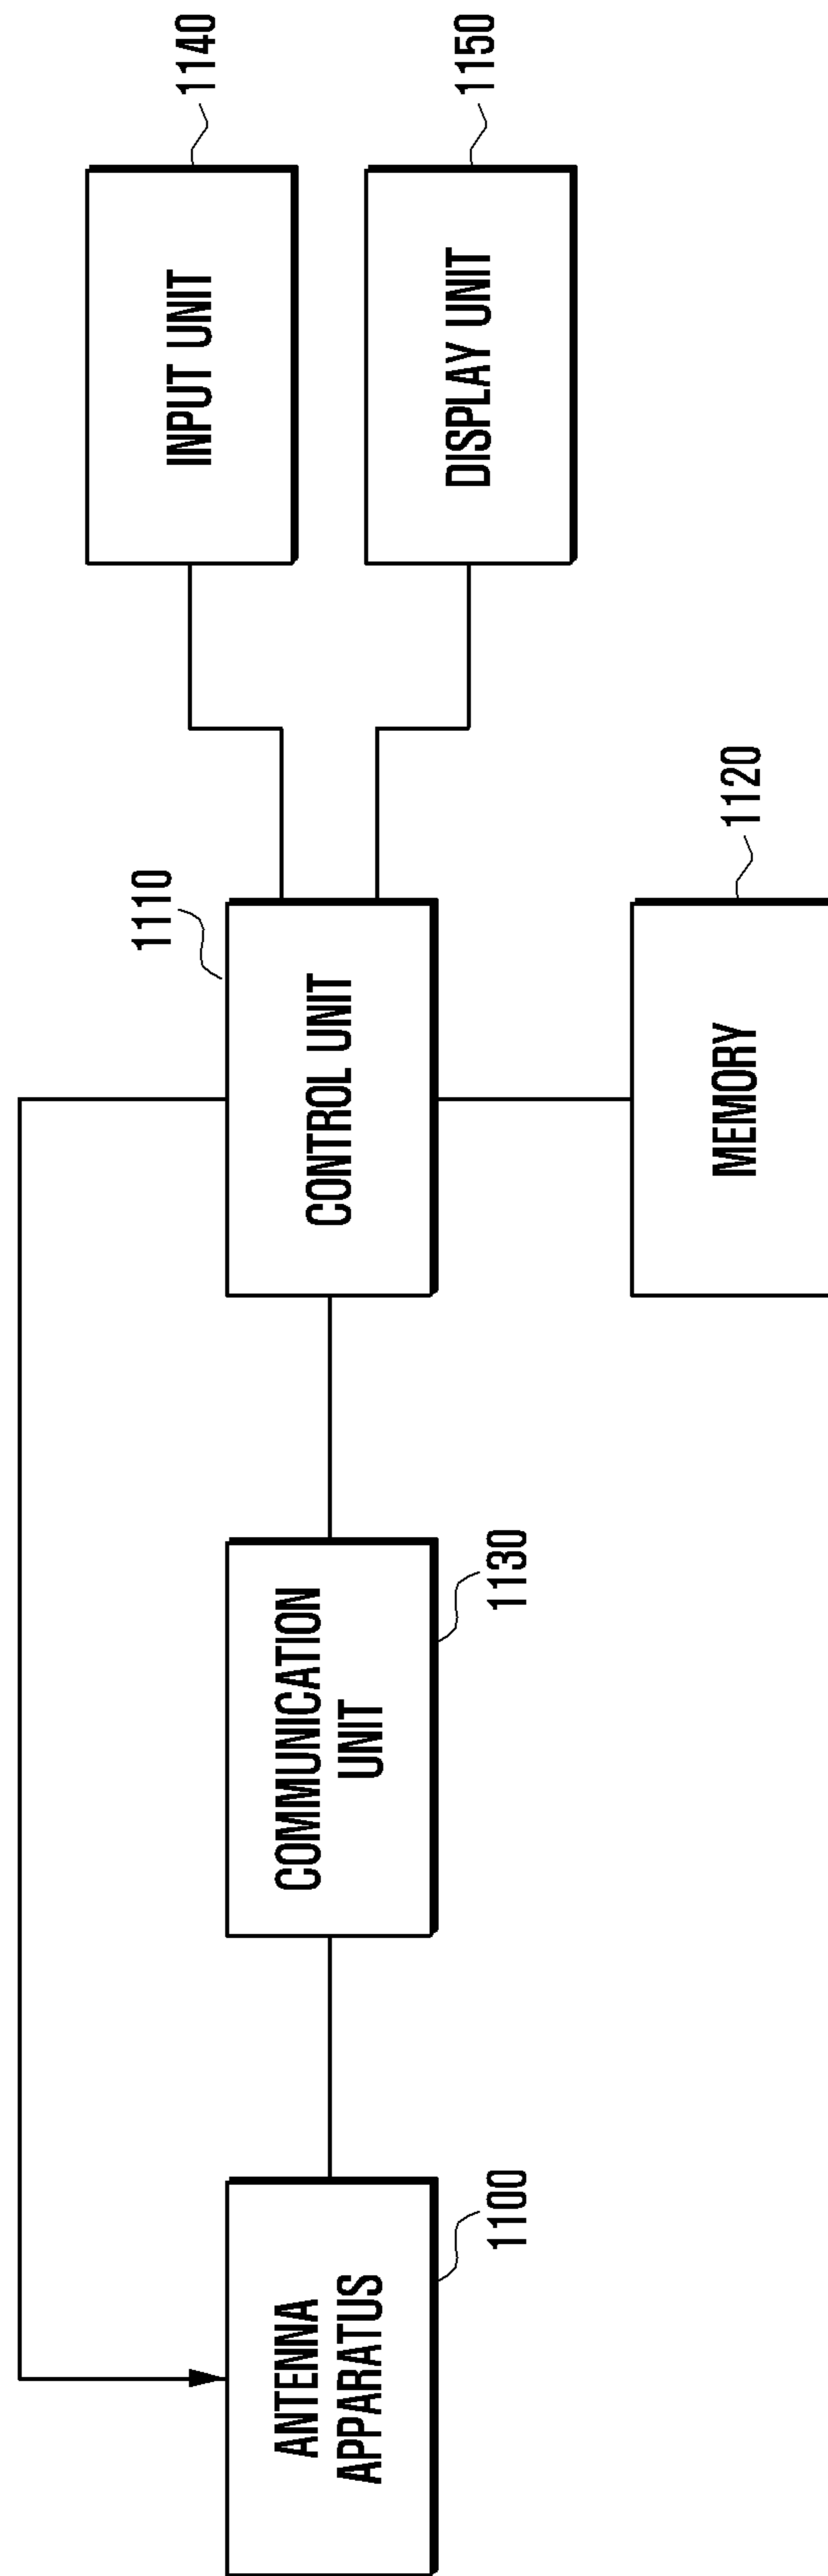 1100
ANTENNA
APPARATUS
1130
COMMUNICATION
UNIT
1110
CONTROL UNIT
1120
MEMORY
1140
INPUT UNIT
1150
DISPLAY UNIT